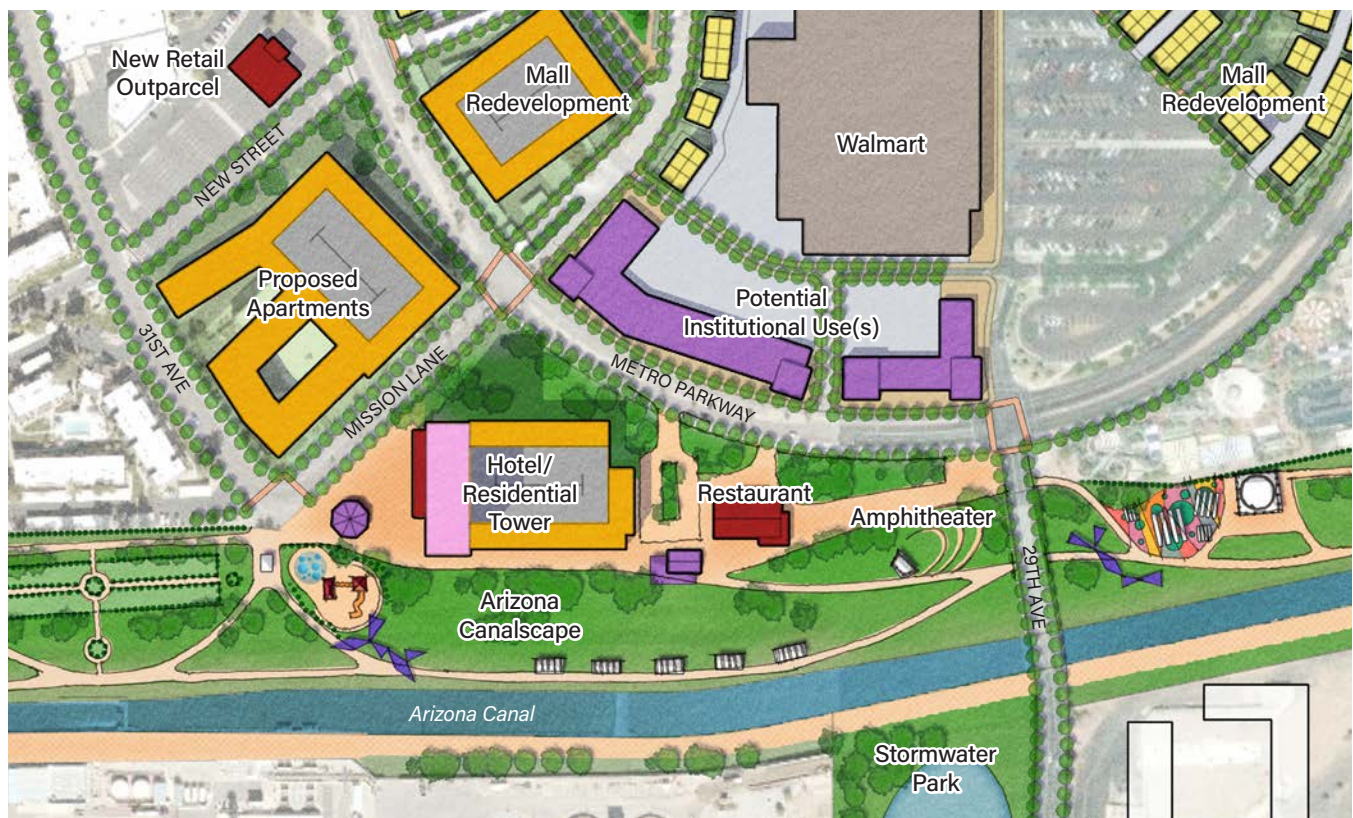 New Retail
Outparcel
Mall
Redevelopment
Walmart
Mall
Redevelopment
NEW STREET
Proposed
Apartments
31ST AVE
MISSION LANE
METRO PARKWAY
Potential
Institutional Use(s)
Hotel/
Residential
Tower
Restaurant
Amphitheater
29TH AVE
Arizona
Canalscape
Arizona Canal
Stormwater
Park